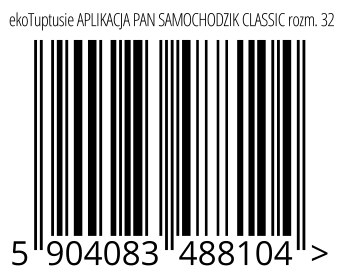 ekoTuptusie APLIKACJA PAN SAMOCHODZIK CLASSIC rozm. 32
5 904083 488104 >